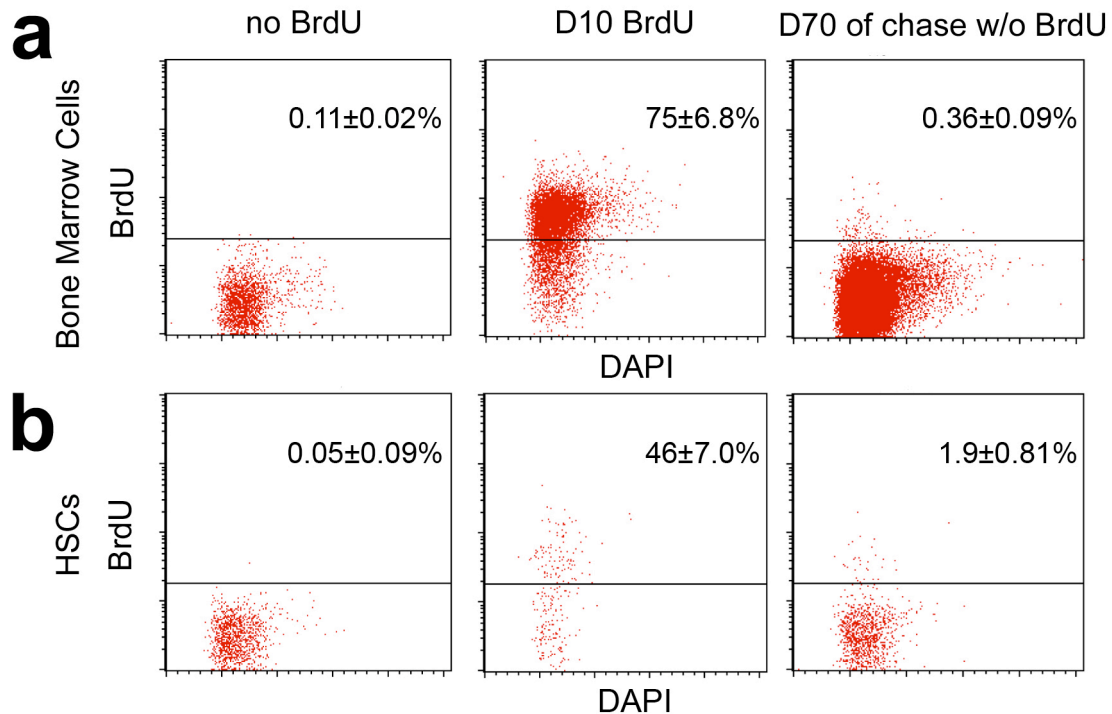 a
no BrdU
D10 BrdU
D70 of chase w/o BrdU
Bone Marrow Cells
BrdU
0.11±0.02%
75±6.8%
0.36±0.09%
DAPI
b
HSCs
BrdU
0.05±0.09%
46±7.0%
1.9±0.81%
DAPI